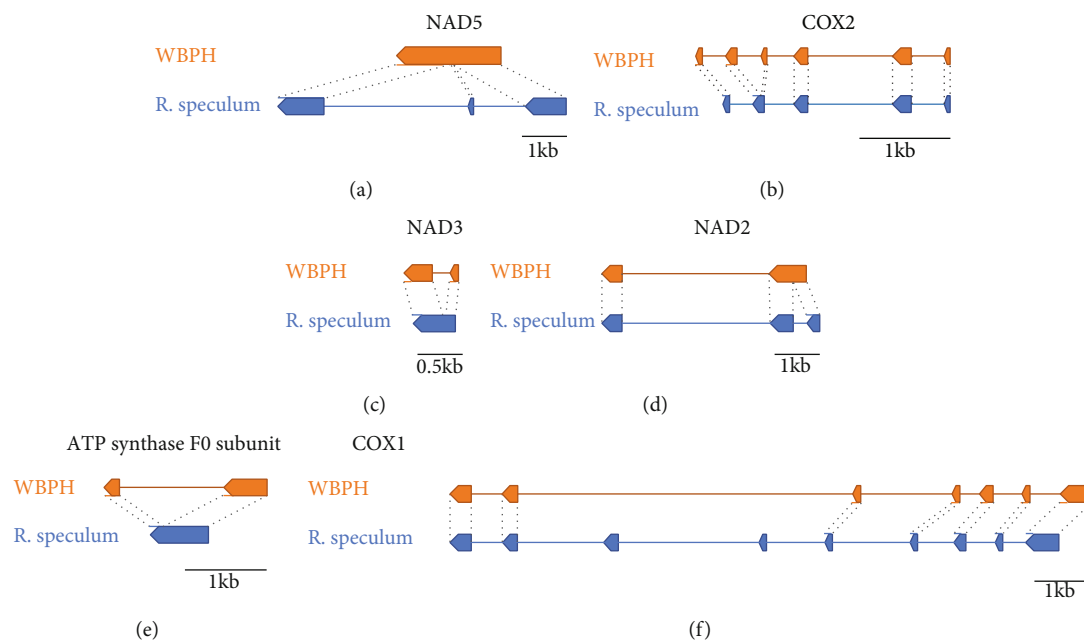 NAD5
WBPH
R. speculum
1kb
(a)
COX2
WBPH
R. speculum
1kb
(b)
NAD3
WBPH
R. speculum
0.5kb
(c)
NAD2
WBPH
R. speculum
1kb
(d)
ATP synthase F0 subunit
WBPH
R. speculum
1kb
(e)
COX1
WBPH
R. speculum
1kb
(f)